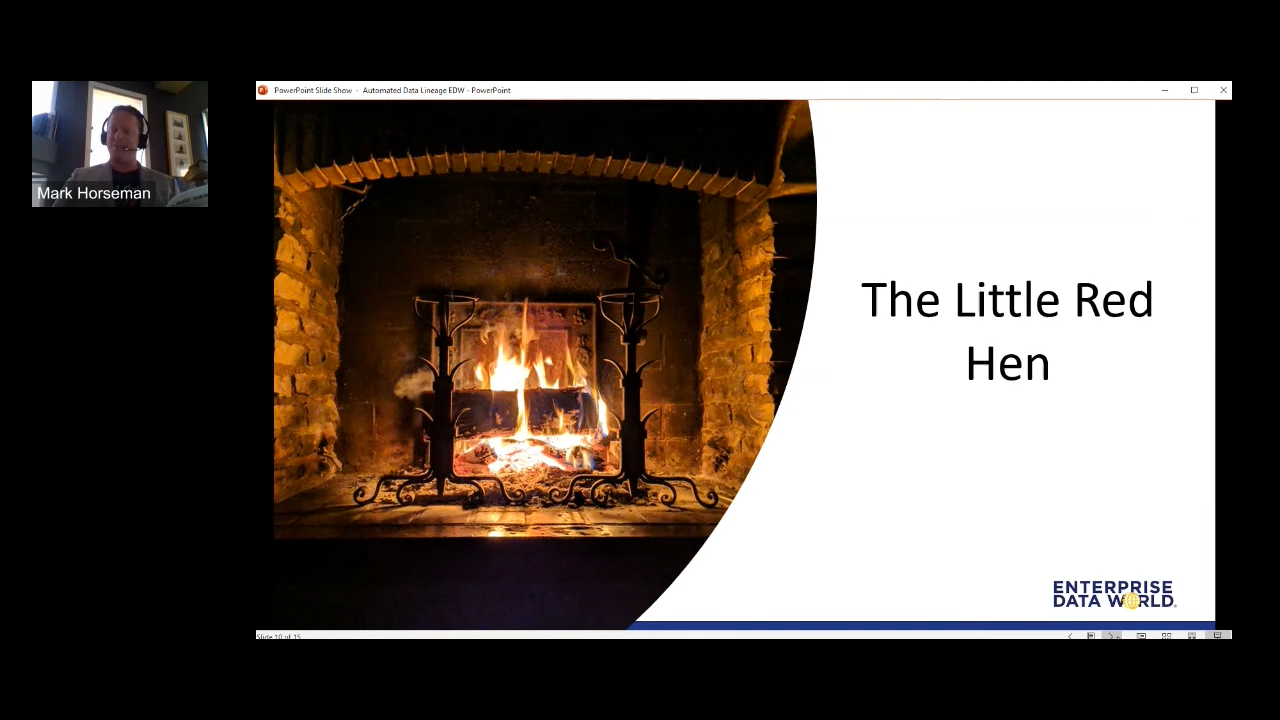 PowerPoint Slide Show - Automated Data Lineage EDW - PowerPoint
Mark Horseman
The Little Red
Hen
ENTERPRISE
DATA WORLD
Slide 10 of 15